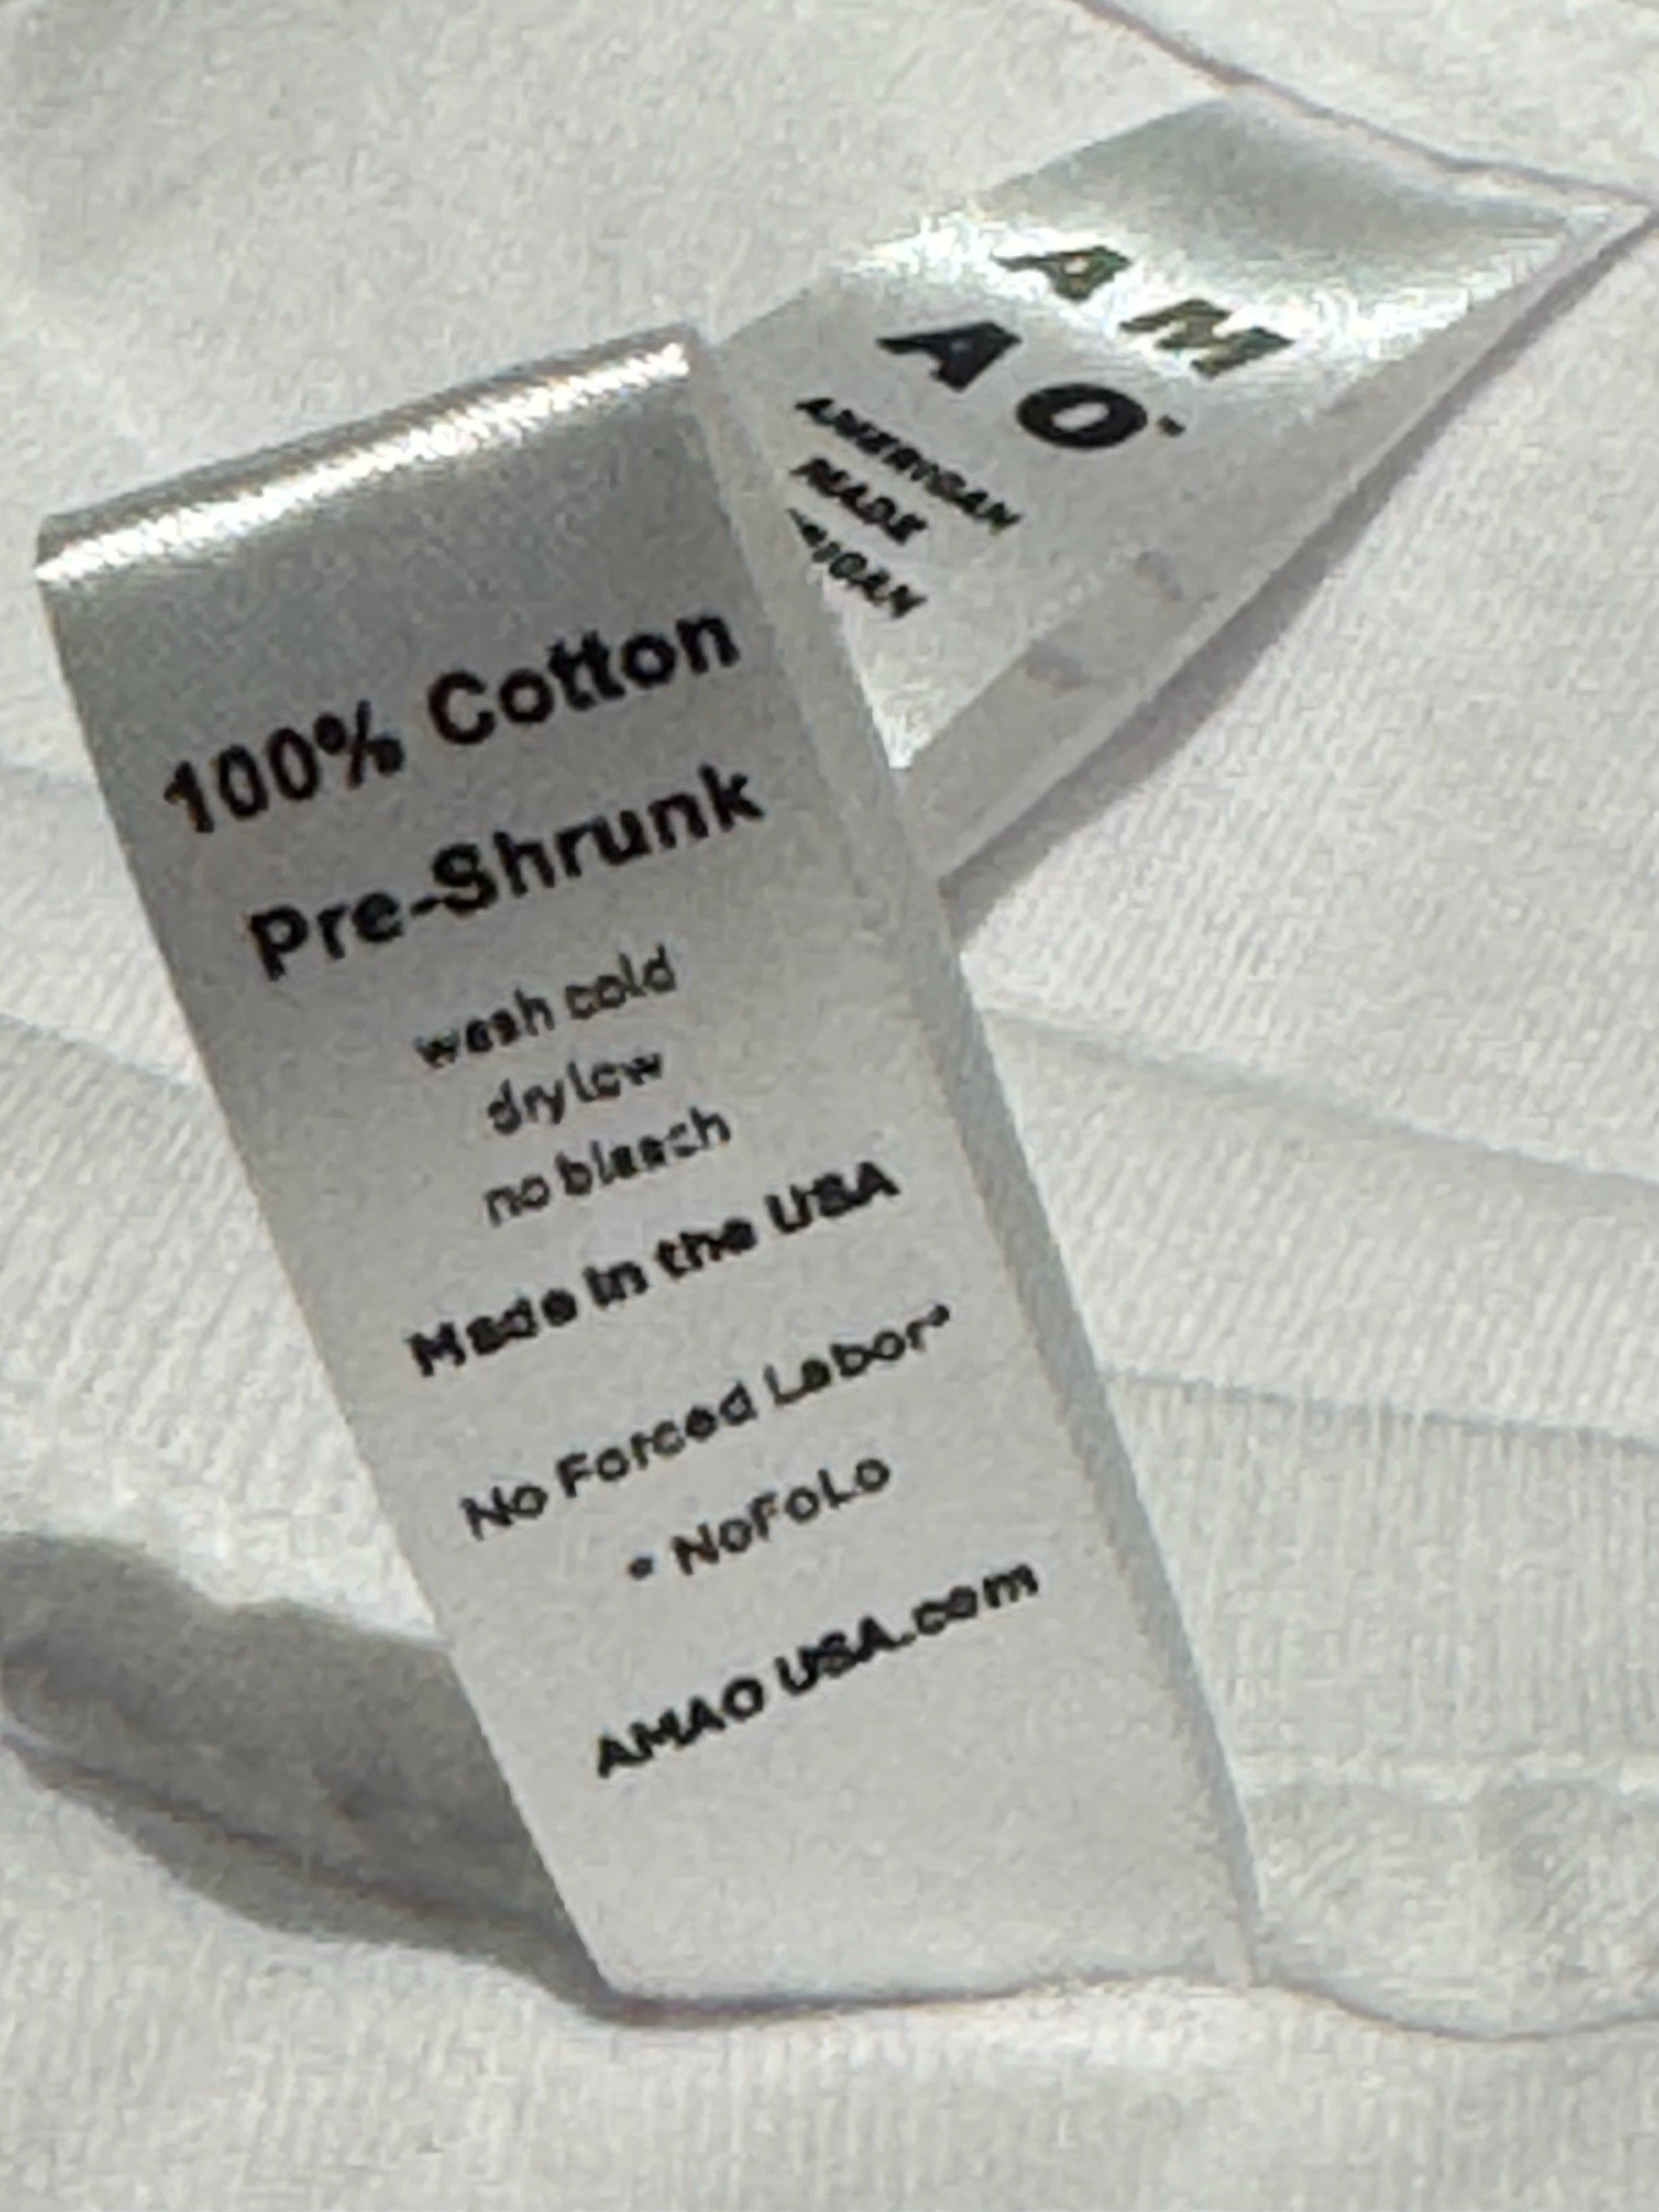 AM
AO
AMERICAN
MADE
100% Cotton
Pre-Shrunk
wash cold
dry low
no bleach
Made in the USA
No Forced Labor*
* NoFoLo
AMAO USA.com